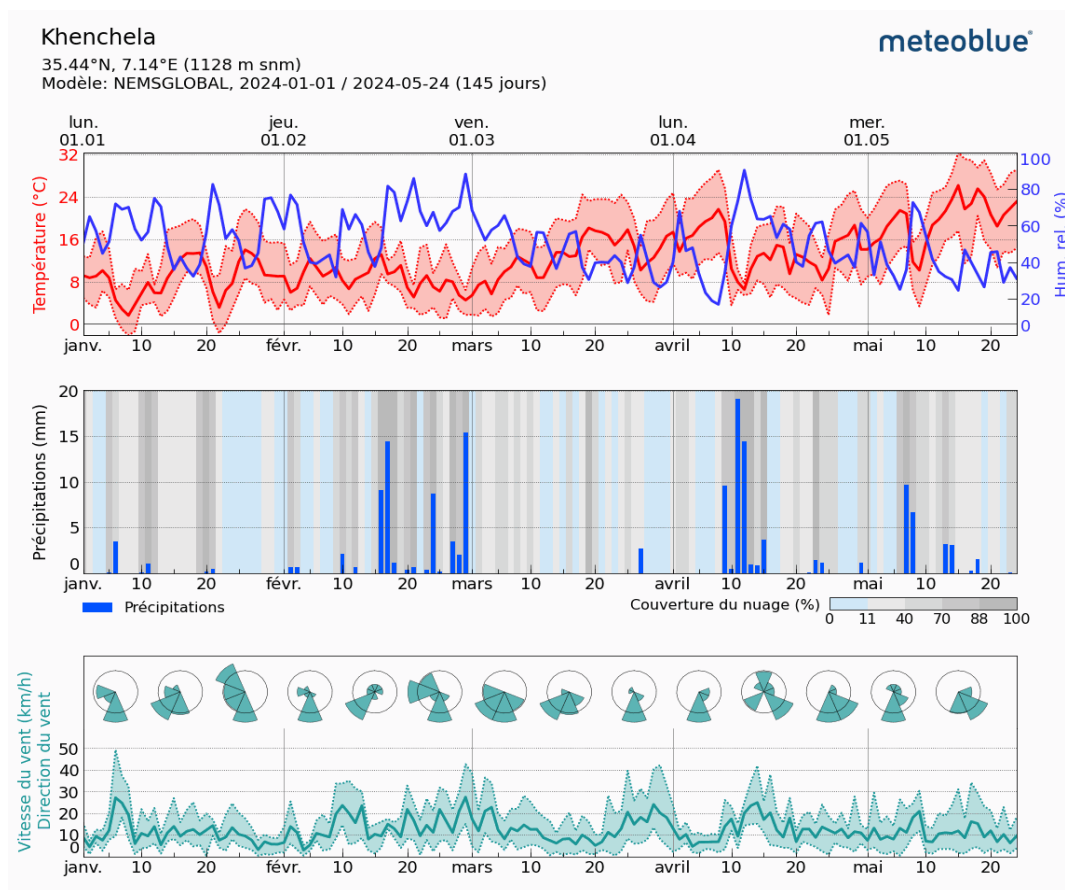 Khenchela
meteoblue®
35.44°N, 7.14°E (1128 m snm)
Modèle: NEMSGLOBAL, 2024-01-01 / 2024-05-24 (145 jours)
lun. jeu. ven. lun. mer.
01.01 01.02 01.03 01.04 01.05
Température (°C)
32
24
16
8
0
100
80
60
40
20
0
Hum. rel. (%)
janv. 10 20 févr. 10 20 mars 10 20 avril 10 20 mai 10 20
Précipitations (mm)
20
15
10
5
0
janv. 10 20 févr. 10 20 mars 10 20 avril 10 20 mai 10 20
Précipitations
Couverture du nuage (%)
0 11 40 70 88 100
Vitesse du vent (km/h)
Direction du vent
50
40
30
20
10
0
janv. 10 20 févr. 10 20 mars 10 20 avril 10 20 mai 10 20